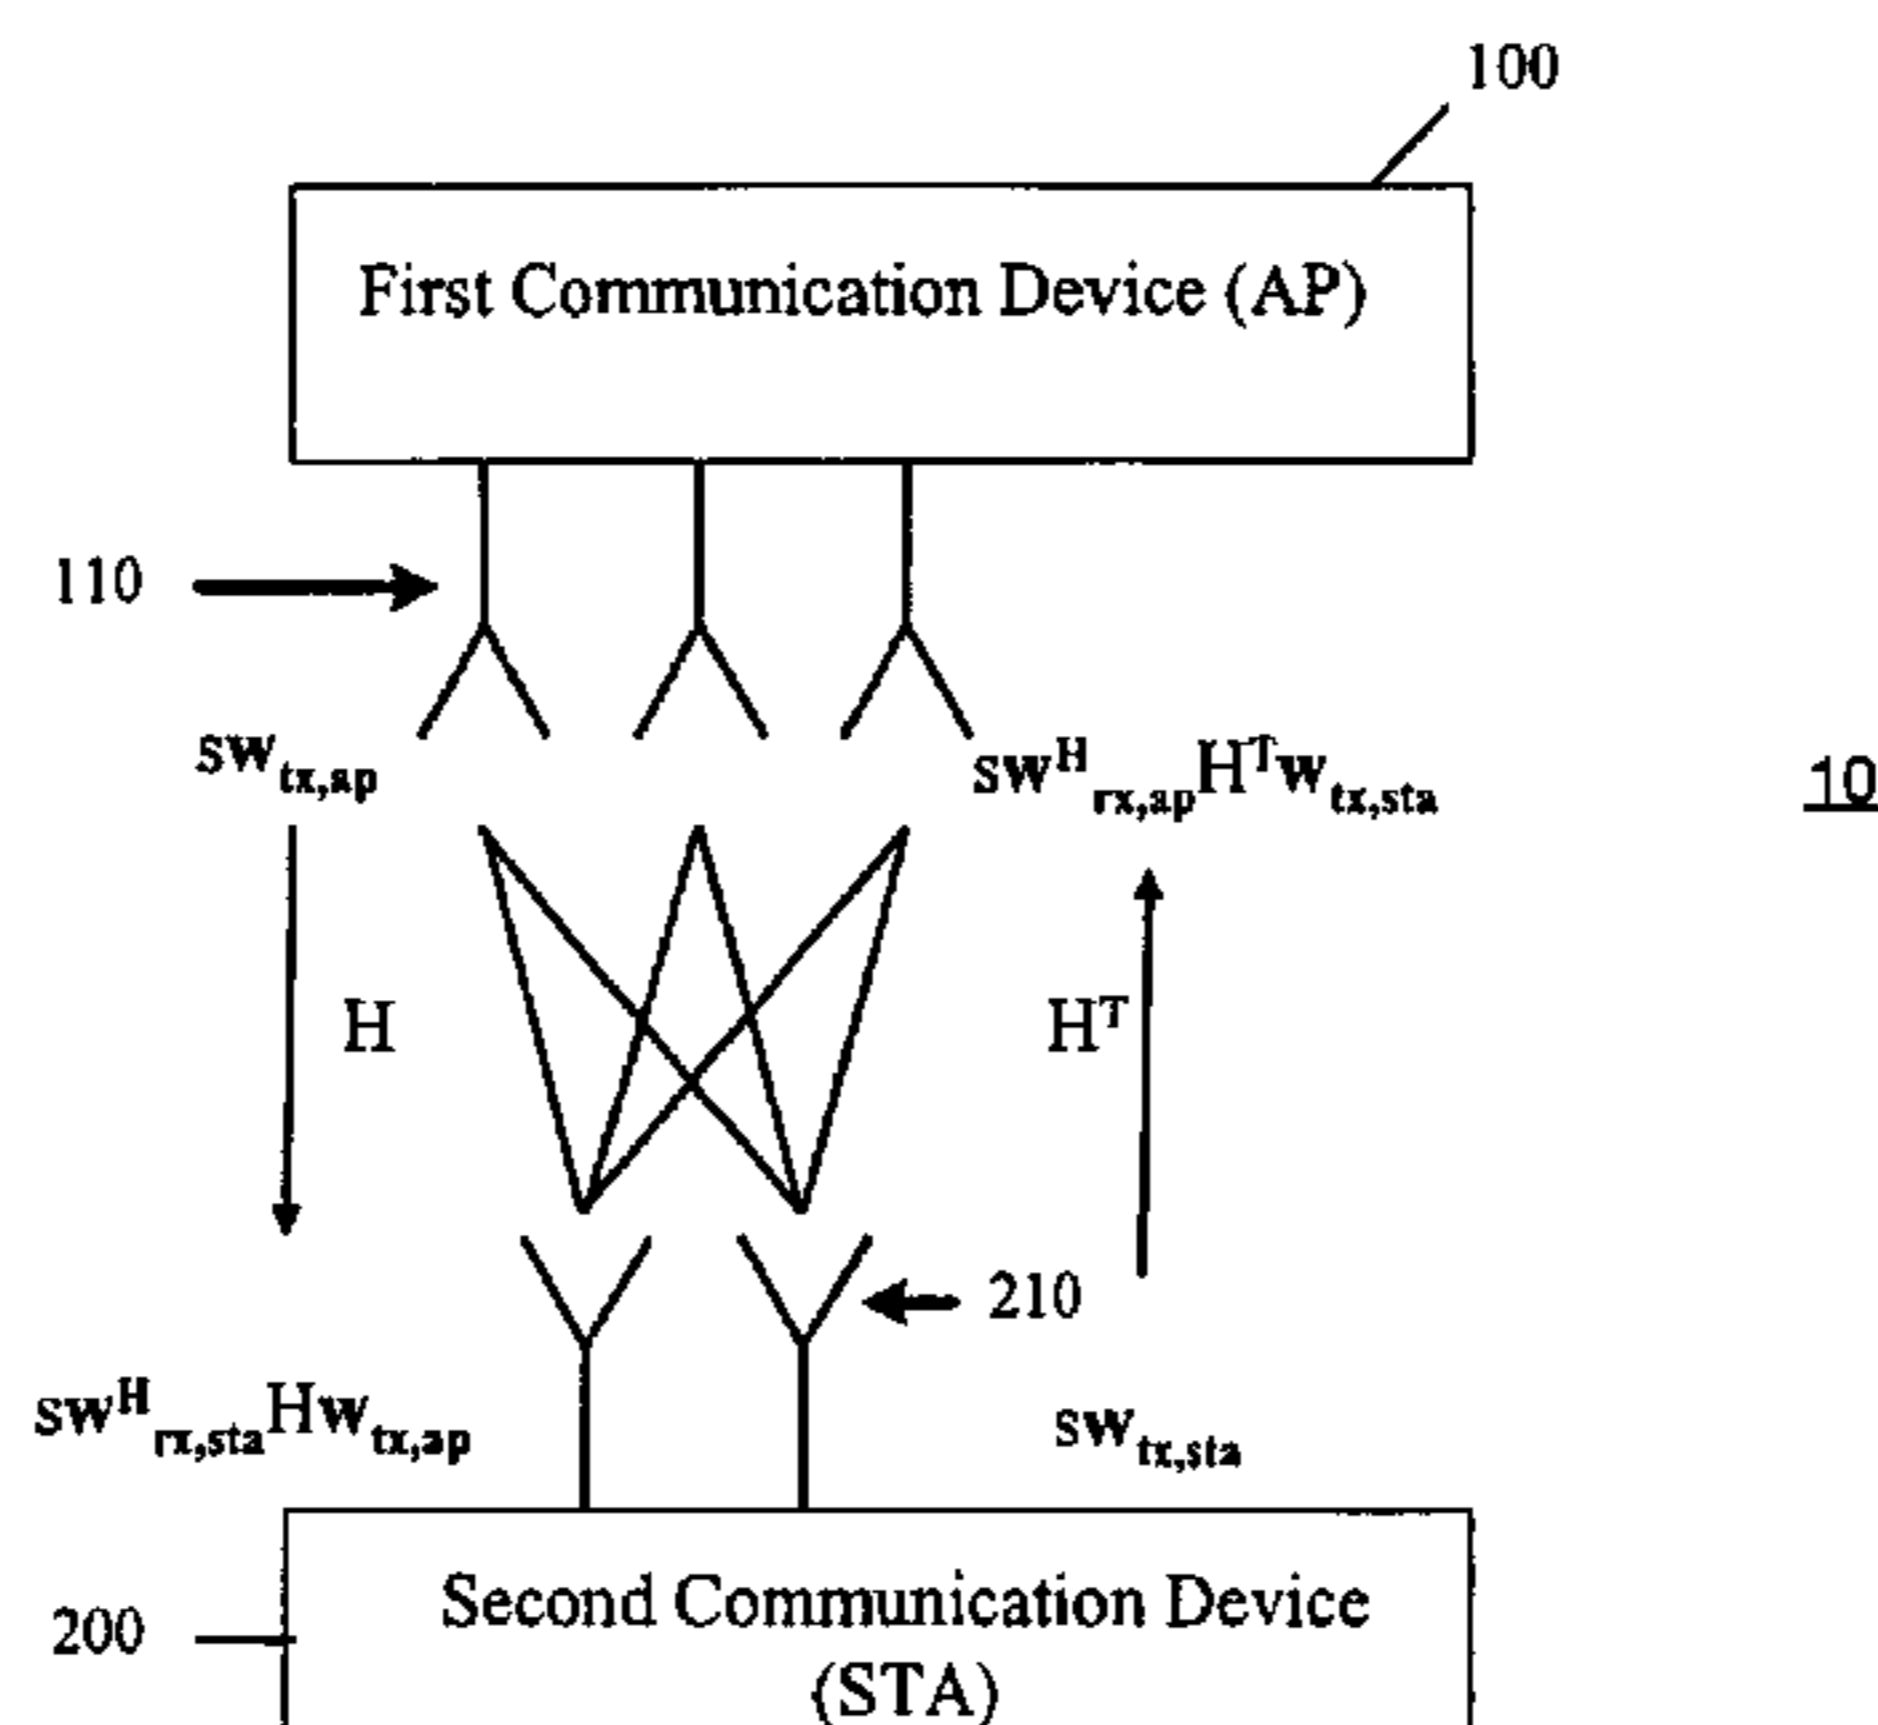 100
First Communication Device (AP)
110
sw_tx,ap
sw^H_rx,ap H^T w_tx,sta
10
H
H^T
210
sw^H_rx,sta Hw_tx,ap
sw_tx,sta
Second Communication Device
200
(STA)